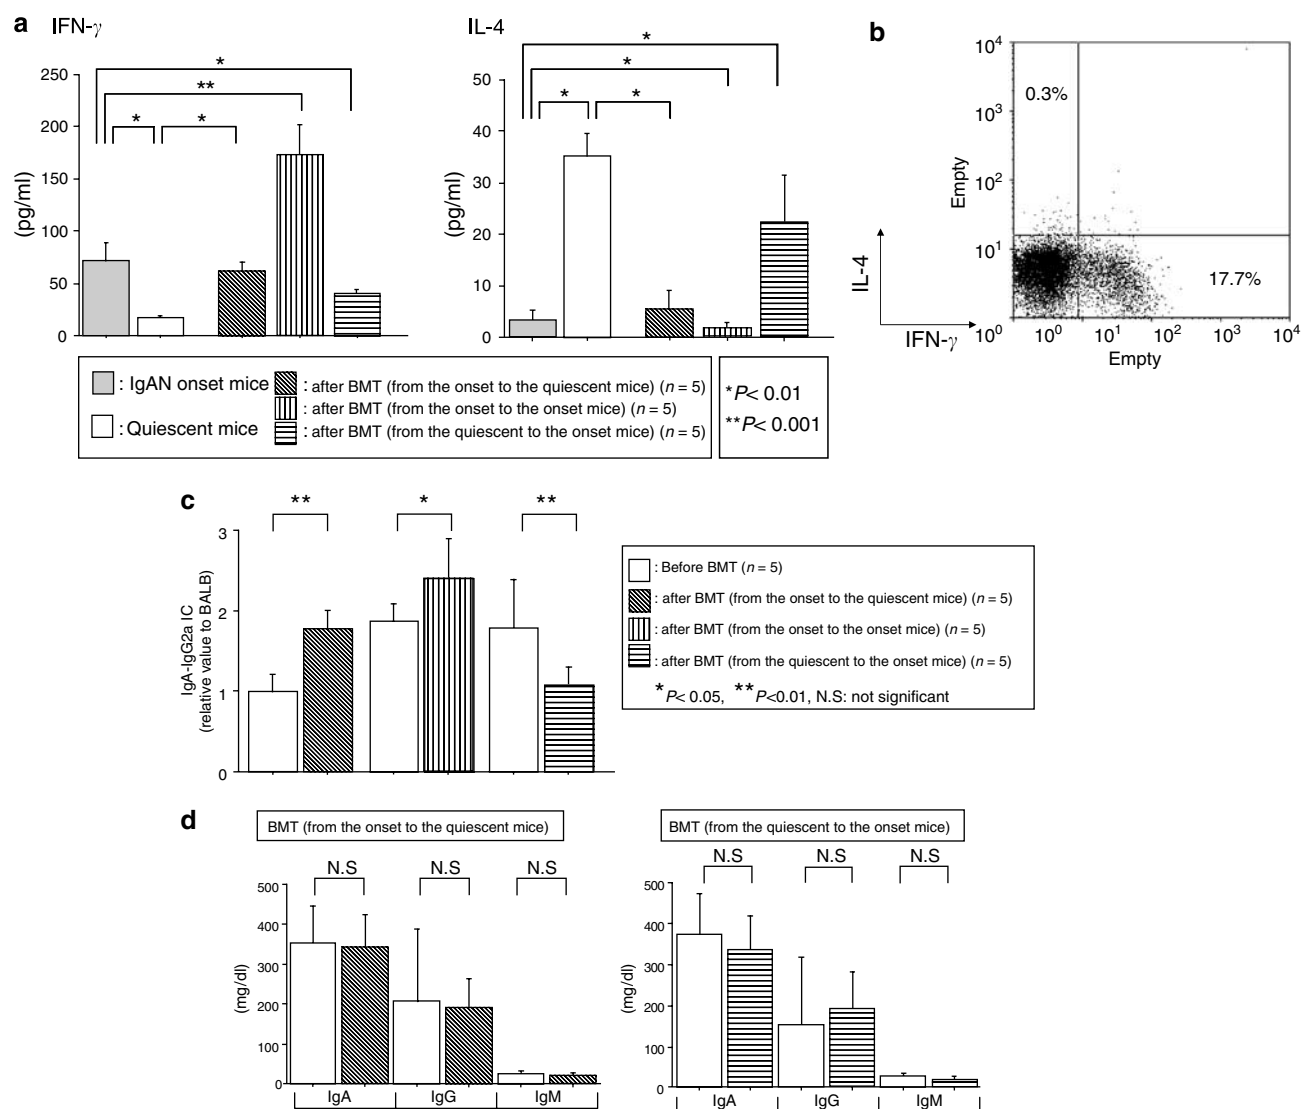 a IFN-γ
IL-4
b
*
**
*
*
*
*
*
*
250
200
150
100
50
0
(pg/ml)
50
40
30
20
10
0
(pg/ml)
10⁴
10³
10²
10¹
10⁰
Empty
0.3%
17.7%
10⁰ 10¹ 10² 10³ 10⁴
Empty
IL-4
IFN-γ
: IgAN onset mice
: Quiescent mice
: after BMT (from the onset to the quiescent mice) (n = 5)
: after BMT (from the onset to the onset mice) (n = 5)
: after BMT (from the quiescent to the onset mice) (n = 5)
*P< 0.01
**P< 0.001
c
** * **
3
2
1
0
IgA-IgG2a IC
(relative value to BALB)
: Before BMT (n = 5)
: after BMT (from the onset to the quiescent mice) (n = 5)
: after BMT (from the onset to the onset mice) (n = 5)
: after BMT (from the quiescent to the onset mice) (n = 5)
*P< 0.05, **P<0.01, N.S: not significant
d
BMT (from the onset to the quiescent mice)
N.S N.S N.S
500
400
300
200
100
0
(mg/dl)
IgA IgG IgM
BMT (from the quiescent to the onset mice)
N.S N.S N.S
500
400
300
200
100
0
(mg/dl)
IgA IgG IgM